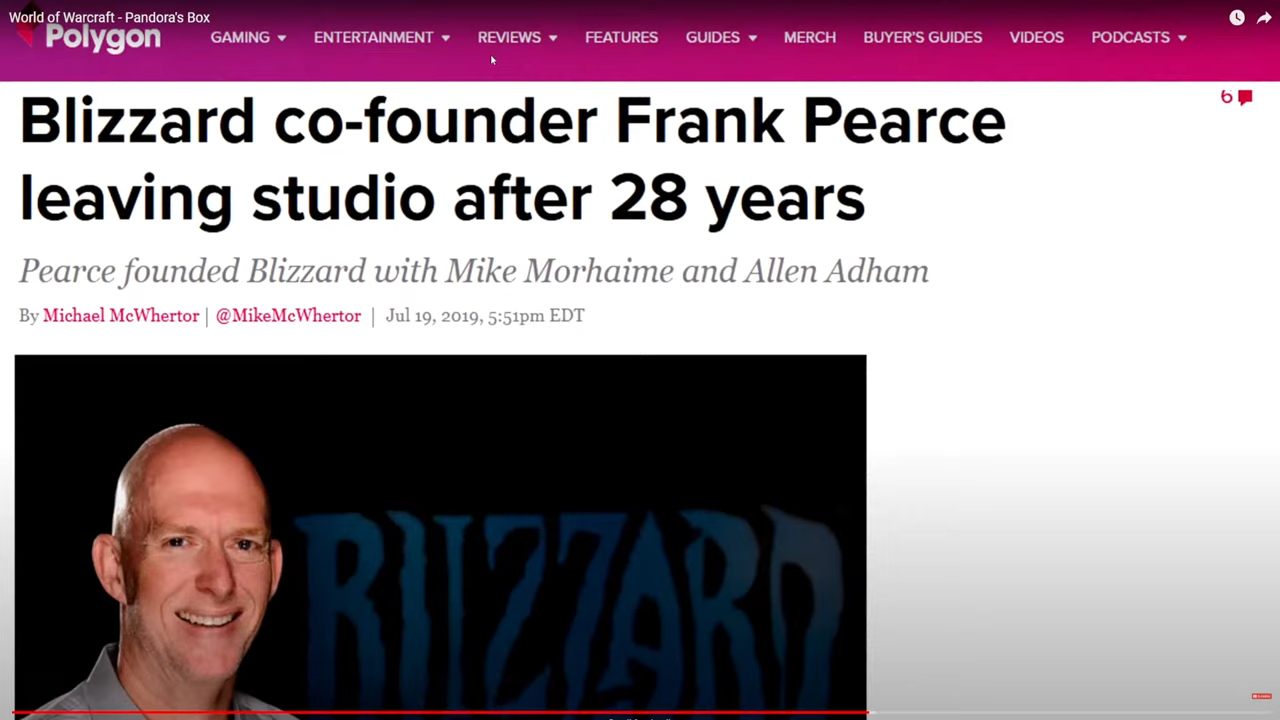 World of Warcraft - Pandora's Box
Polygon
GAMING ENTERTAINMENT REVIEWS FEATURES GUIDES MERCH BUYER'S GUIDES VIDEOS PODCASTS
6
Blizzard co-founder Frank Pearce
leaving studio after 28 years
Pearce founded Blizzard with Mike Morhaime and Allen Adham
By Michael McWhertor | @MikeMcWhertor | Jul 19, 2019, 5:51pm EDT
BLIZZARD